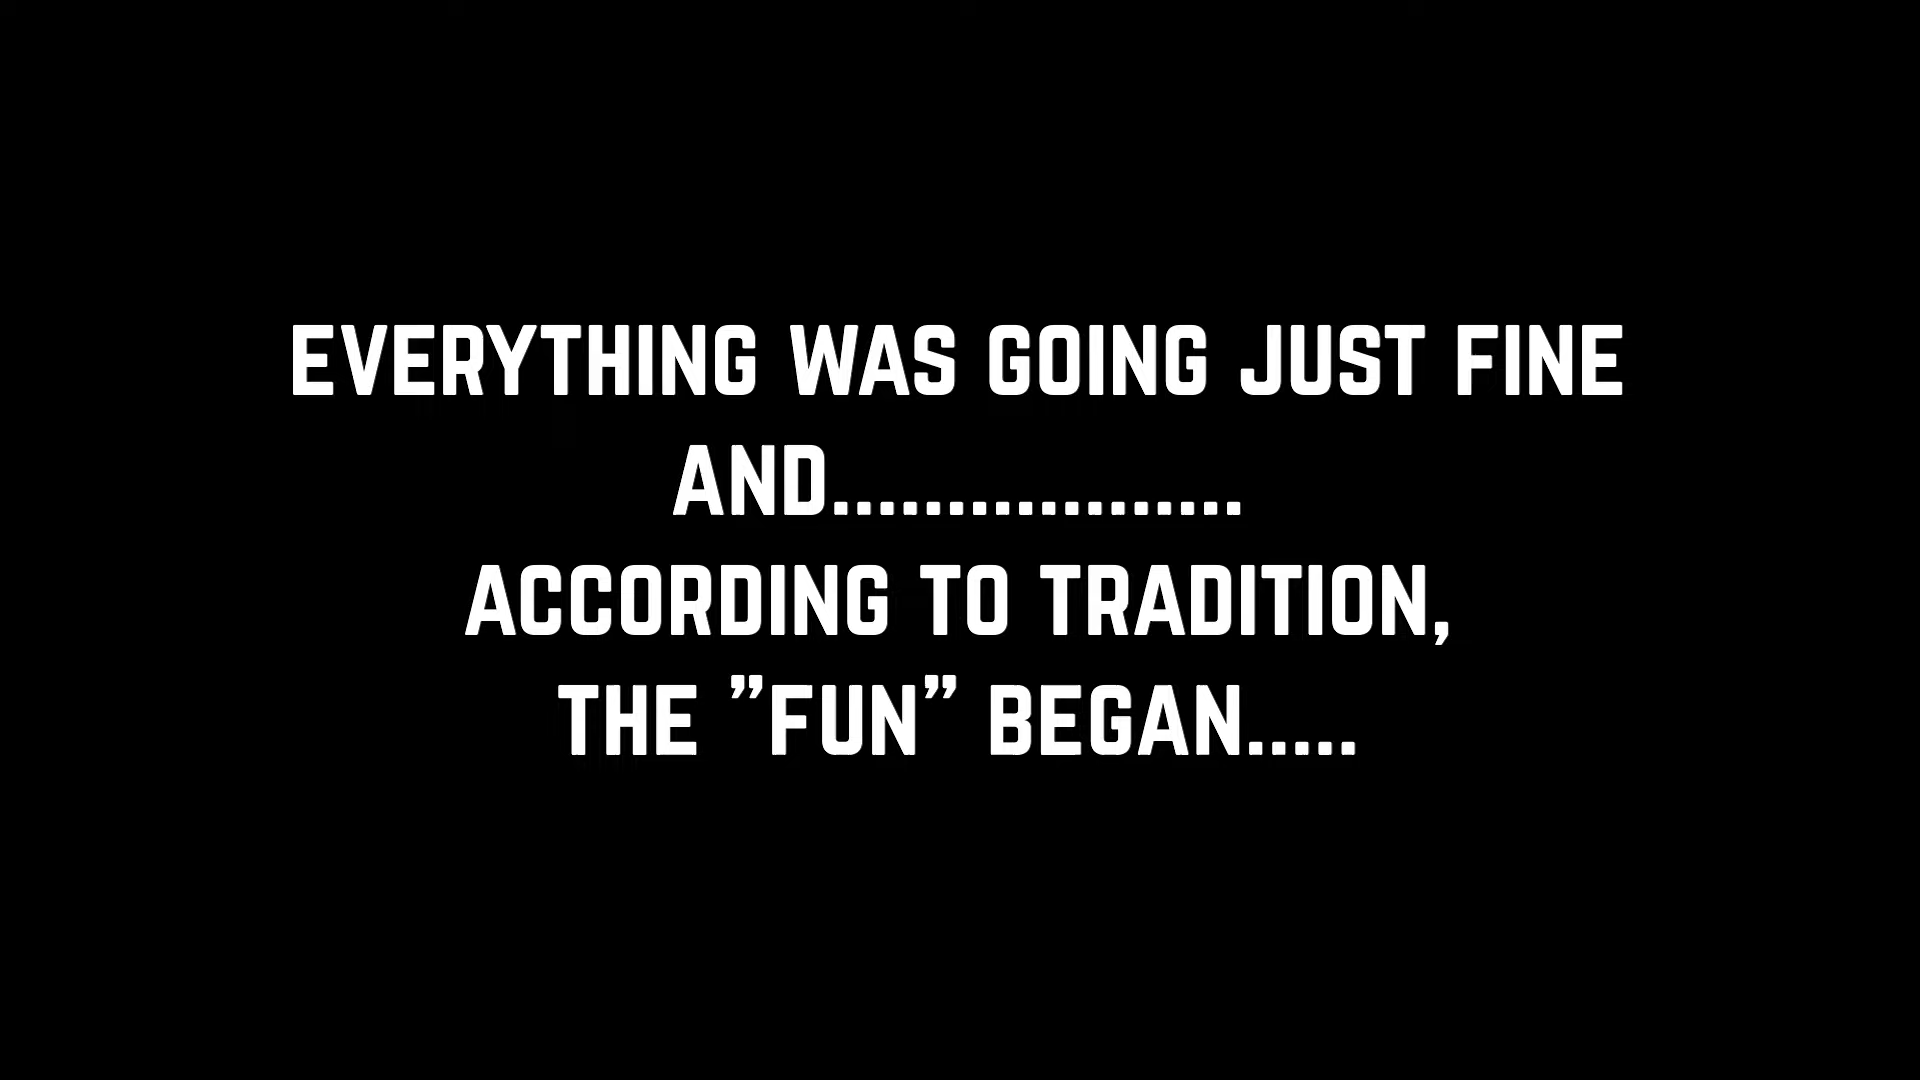 EVERYTHING WAS GOING JUST FINE
AND..................
ACCORDING TO TRADITION,
THE ”FUN” BEGAN.....